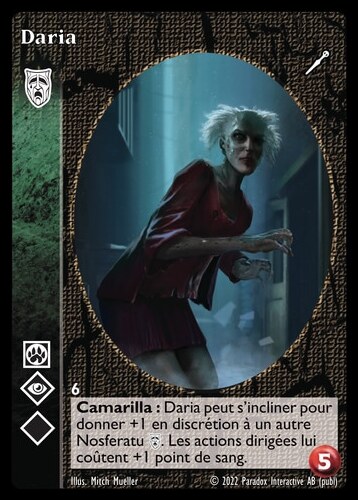 Daria
6
Camarilla : Daria peut s'incliner pour
donner +1 en discrétion à un autre
Nosferatu . Les actions dirigées lui
coûtent +1 point de sang.
5
Illus. Mitch Mueller
© 2022 Paradox Interactive AB (publ)